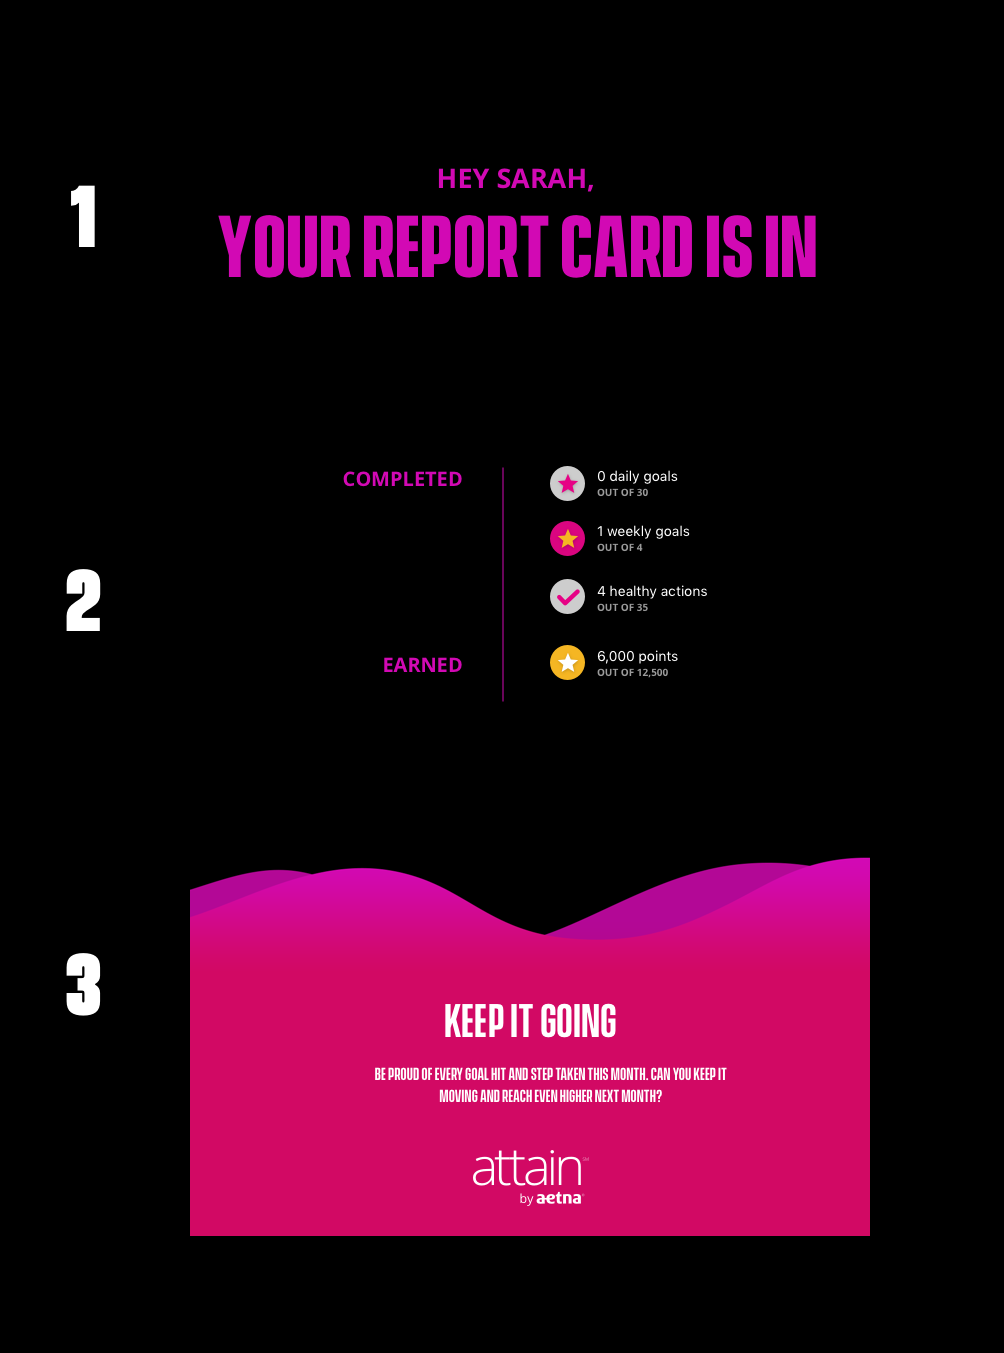 1
HEY SARAH,
YOUR REPORT CARD IS IN
2
COMPLETED
0 daily goals
OUT OF 30
1 weekly goals
OUT OF 4
4 healthy actions
OUT OF 35
EARNED
6,000 points
OUT OF 12,500
3
KEEP IT GOING
BE PROUD OF EVERY GOAL HIT AND STEP TAKEN THIS MONTH. CAN YOU KEEP IT
MOVING AND REACH EVEN HIGHER NEXT MONTH?
attain℠
by aetna